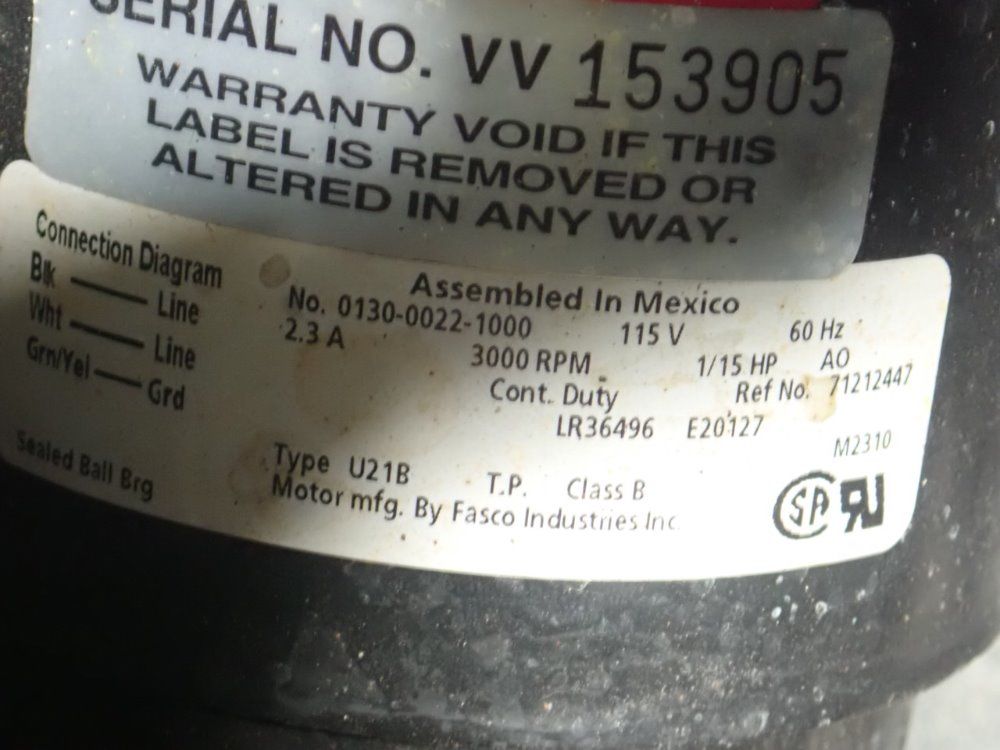 SERIAL NO. VV 153905
WARRANTY VOID IF THIS
LABEL IS REMOVED OR
ALTERED IN ANY WAY.
Connection Diagram
Blk Line
Wht Line
Grn/Yel Grd
Sealed Ball Brg
Assembled In Mexico
No. 0130-0022-1000 115 V 60 Hz
2.3 A 3000 RPM 1/15 HP AO
Cont. Duty Ref No. 71212447
LR36496 E20127
Type U21B T.P. Class B M2310
Motor mfg. By Fasco Industries Inc.
SA RU